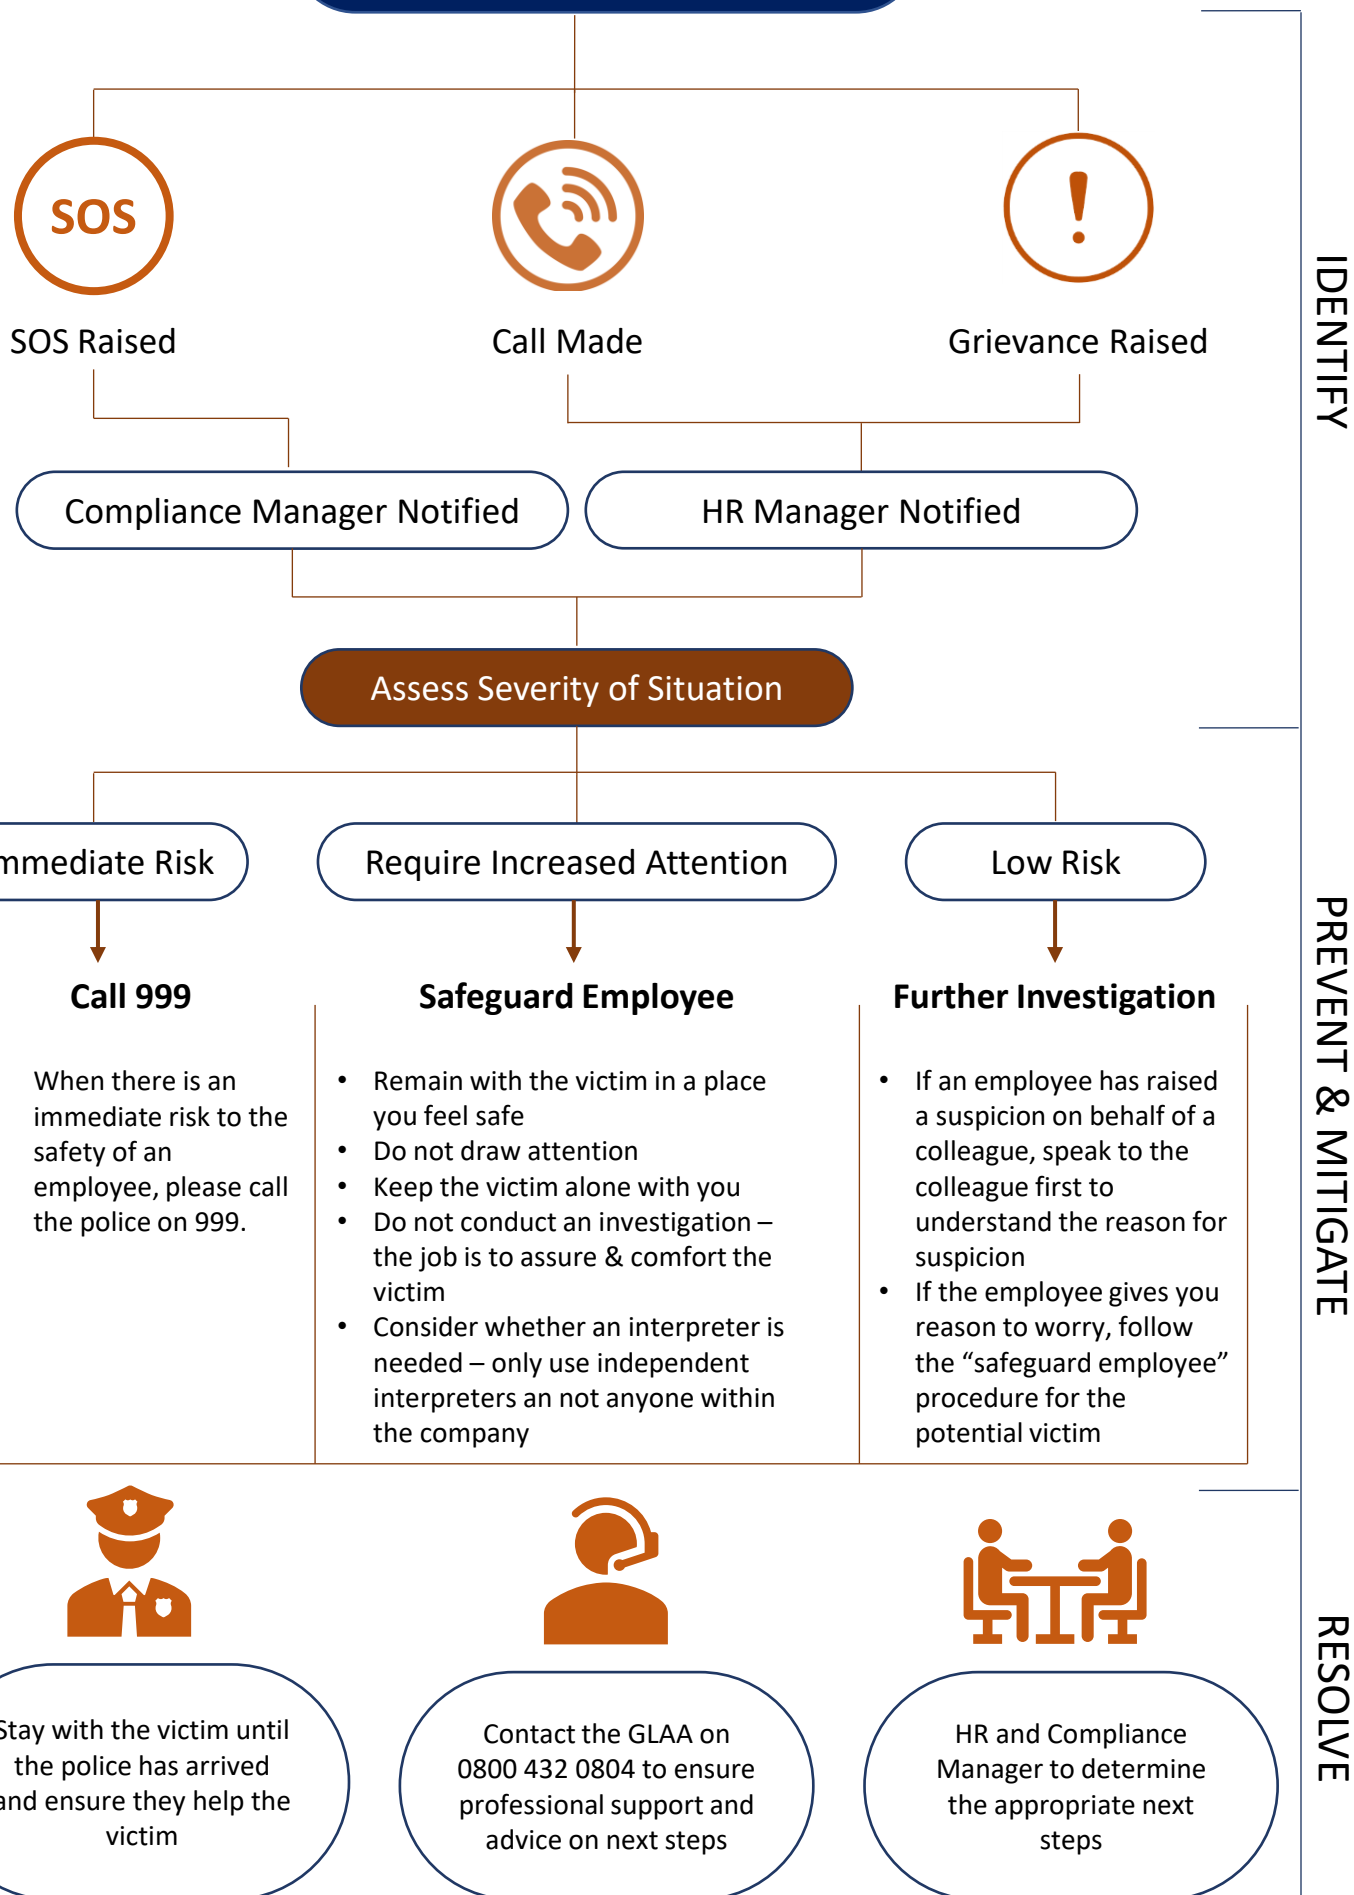 SOS
SOS Raised
Call Made
Grievance Raised
IDENTIFY
Compliance Manager Notified
HR Manager Notified
Assess Severity of Situation
mmediate Risk
Require Increased Attention
Low Risk
PREVENT & MITIGATE
Call 999
When there is an
immediate risk to the
safety of an
employee, please call
the police on 999.
Safeguard Employee
• Remain with the victim in a place
you feel safe
• Do not draw attention
• Keep the victim alone with you
• Do not conduct an investigation –
the job is to assure & comfort the
victim
• Consider whether an interpreter is
needed – only use independent
interpreters an not anyone within
the company
Further Investigation
• If an employee has raised
a suspicion on behalf of a
colleague, speak to the
colleague first to
understand the reason for
suspicion
• If the employee gives you
reason to worry, follow
the “safeguard employee”
procedure for the
potential victim
RESOLVE
Stay with the victim until
the police has arrived
and ensure they help the
victim
Contact the GLAA on
0800 432 0804 to ensure
professional support and
advice on next steps
HR and Compliance
Manager to determine
the appropriate next
steps